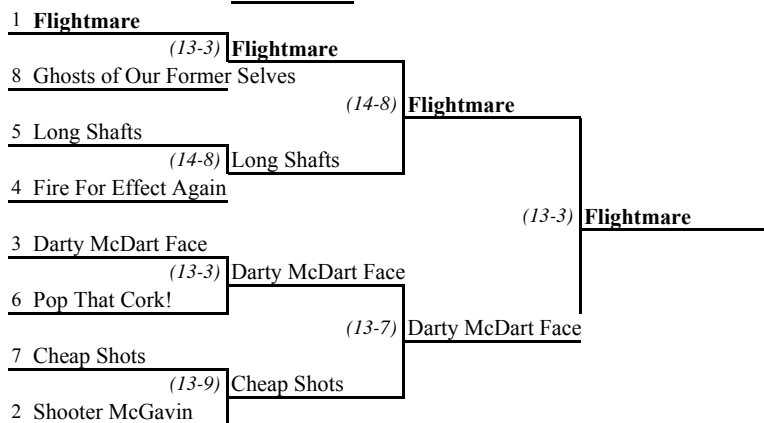 1 Flightmare
(13-3) Flightmare
8 Ghosts of Our Former Selves
(14-8) Flightmare
5 Long Shafts
(14-8) Long Shafts
4 Fire For Effect Again
(13-3) Flightmare
3 Darty McDart Face
(13-3) Darty McDart Face
6 Pop That Cork!
(13-7) Darty McDart Face
7 Cheap Shots
(13-9) Cheap Shots
2 Shooter McGavin